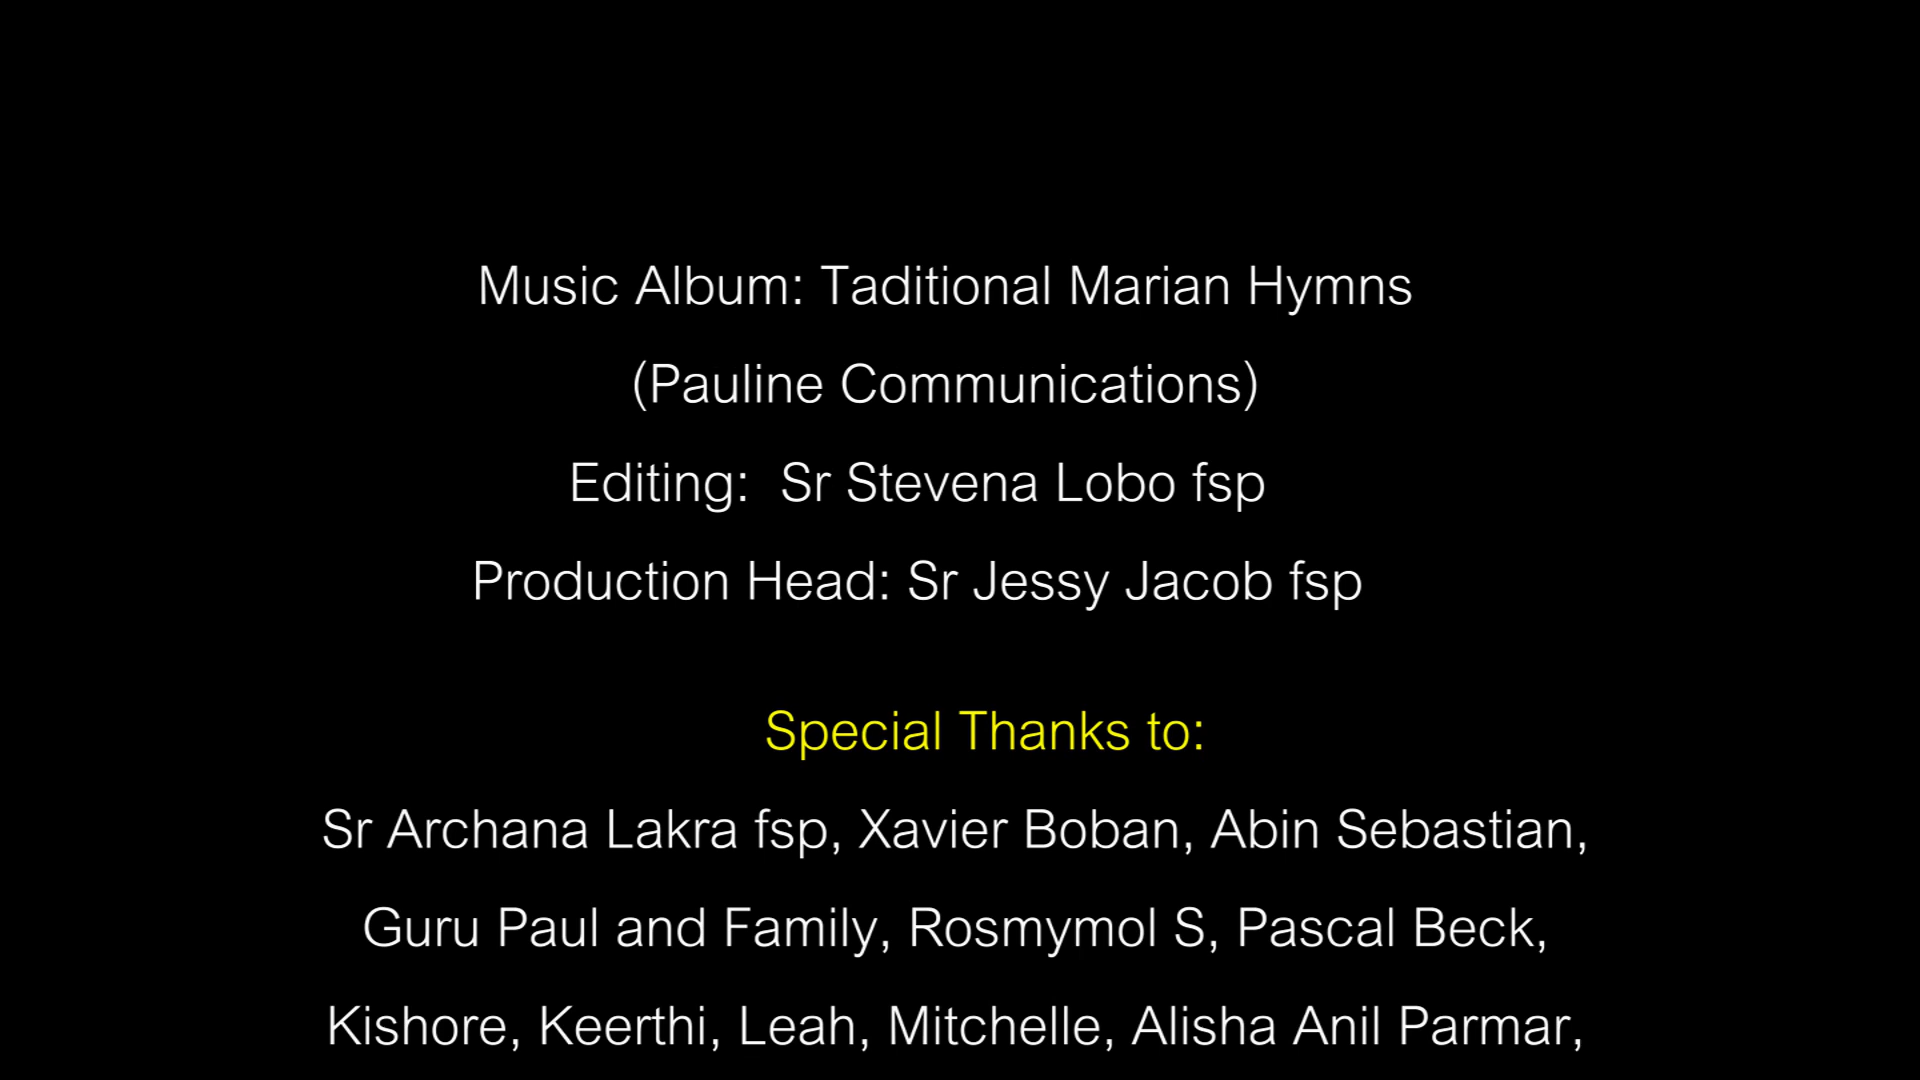 Music Album: Taditional Marian Hymns
(Pauline Communications)
Editing:  Sr Stevena Lobo fsp
Production Head: Sr Jessy Jacob fsp
Special Thanks to:
Sr Archana Lakra fsp, Xavier Boban, Abin Sebastian,
Guru Paul and Family, Rosmymol S, Pascal Beck,
Kishore, Keerthi, Leah, Mitchelle, Alisha Anil Parmar,